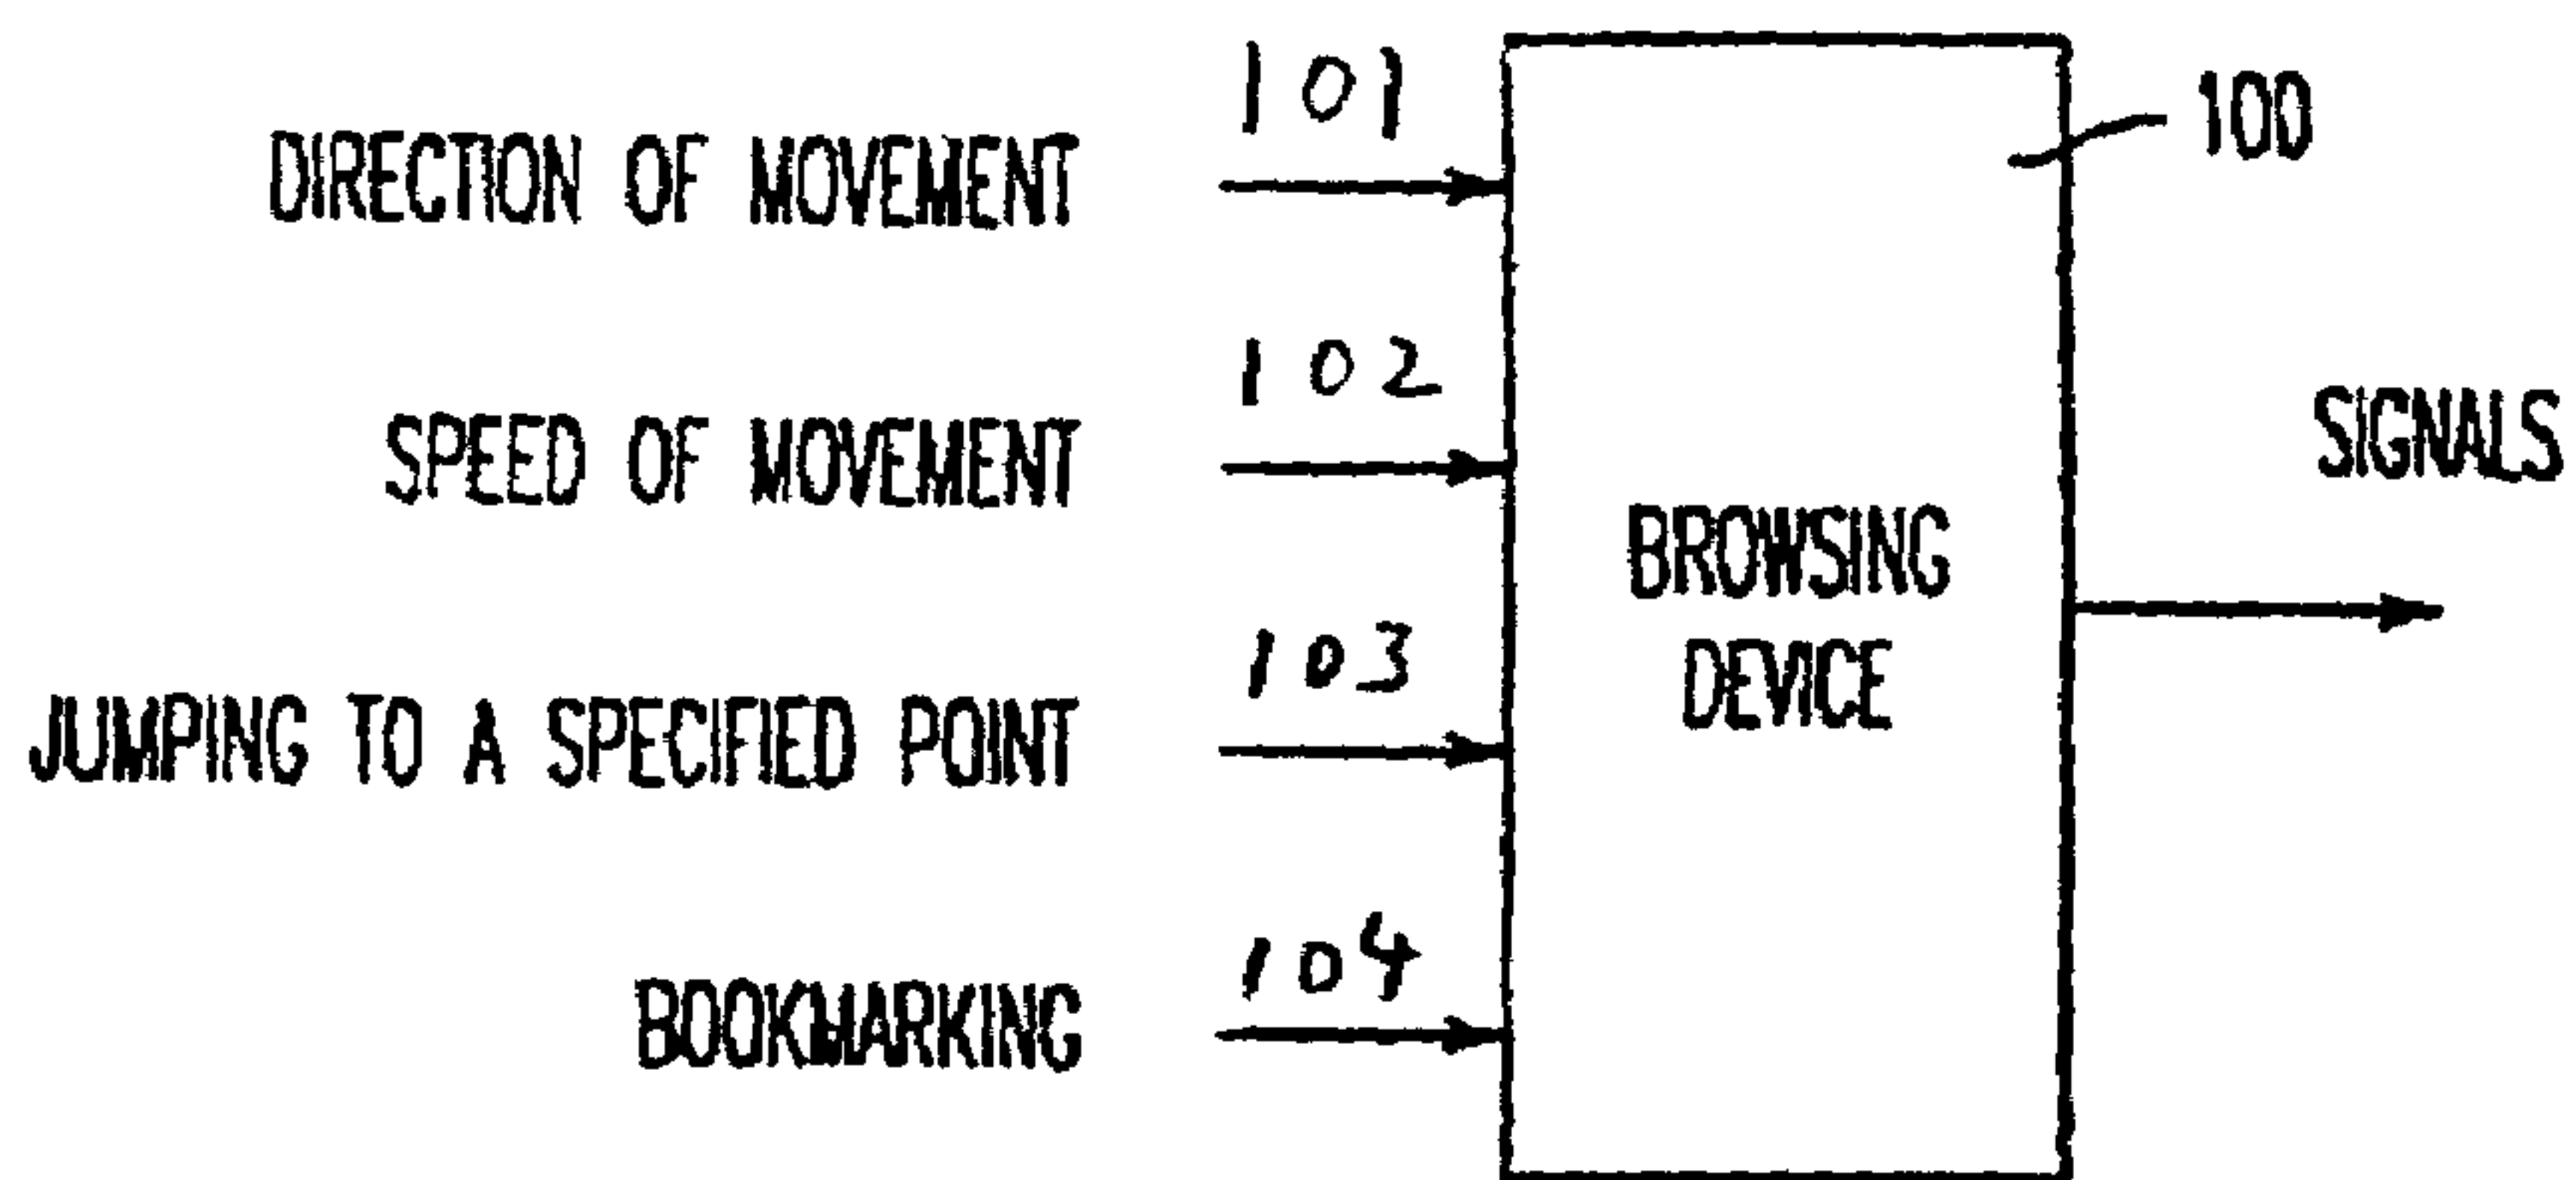 101
100
DIRECTION OF MOVEMENT
102
SIGNALS
SPEED OF MOVEMENT
BROWSING
DEVICE
103
JUMPING TO A SPECIFIED POINT
104
BOOKMARKING